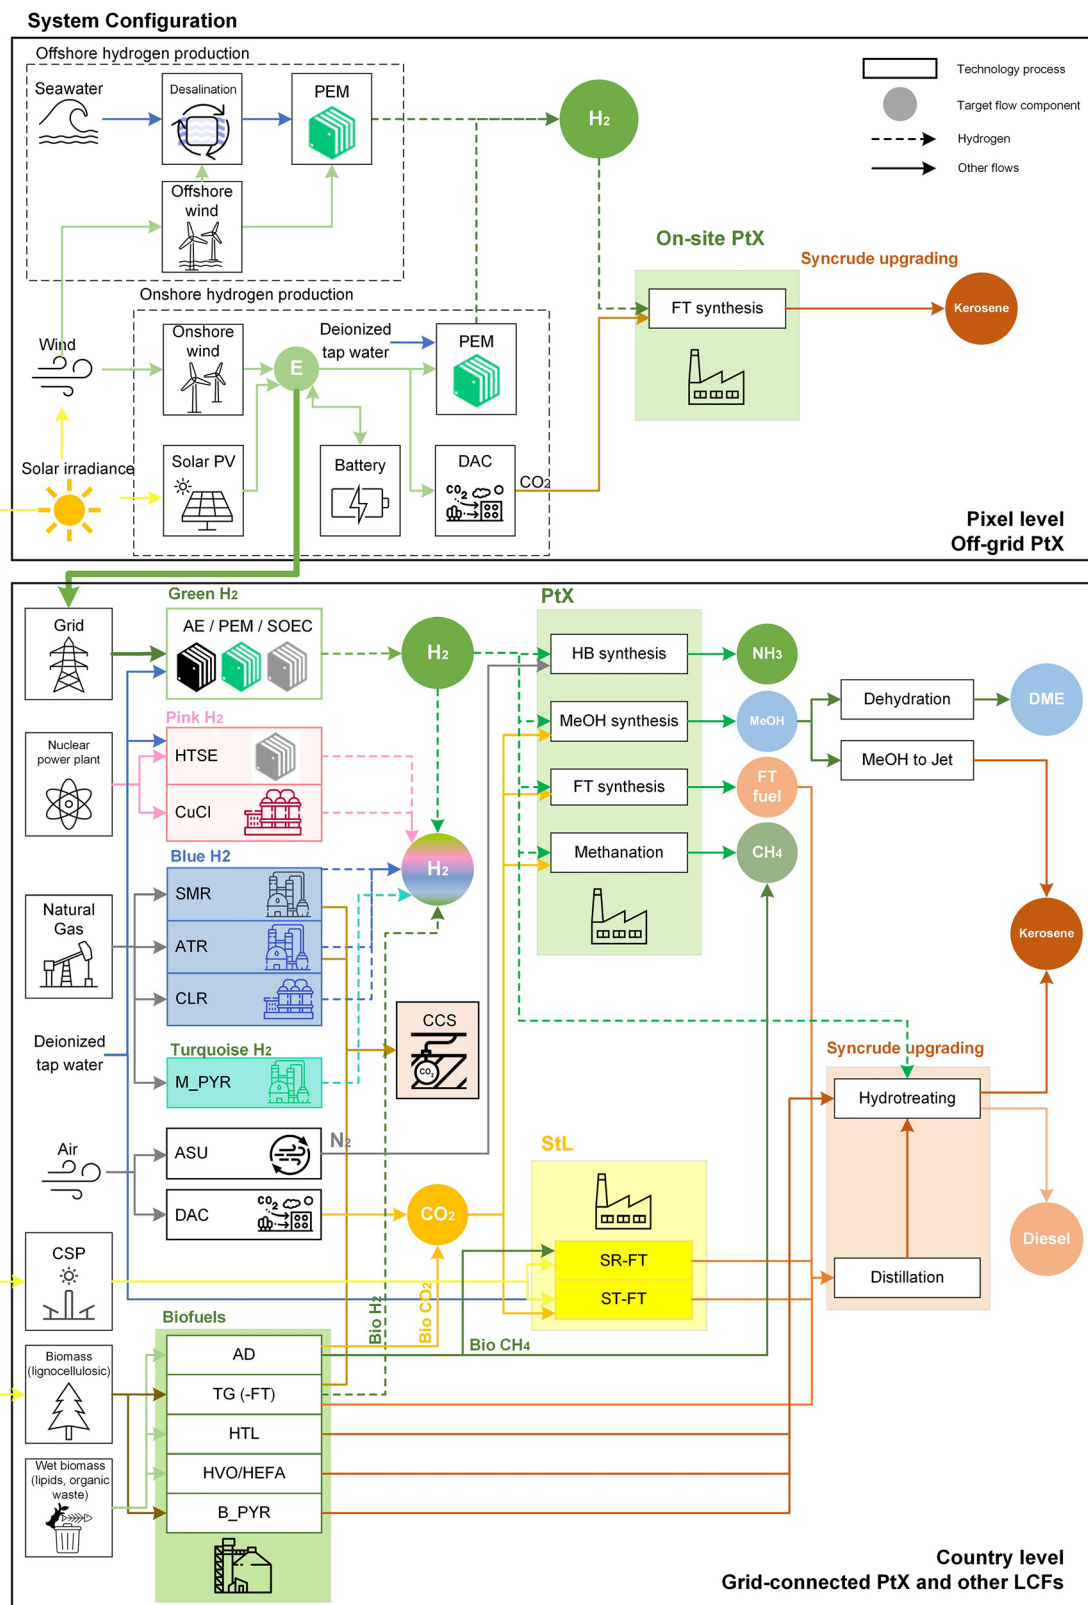 System Configuration
Offshore hydrogen production
Seawater
Desalination
PEM
H₂
Technology process
Target flow component
Hydrogen
Other flows
Offshore
wind
On-site PtX
Syncrude upgrading
FT synthesis
Kerosene
Onshore hydrogen production
Wind
Onshore
wind
E
Deionized
tap water
PEM
Solar irradiance
Solar PV
Battery
DAC
CO₂
CO₂
Pixel level
Off-grid PtX
Green H₂
PtX
Grid
AE / PEM / SOEC
H₂
HB synthesis
NH₃
Pink H₂
MeOH synthesis
MeOH
Dehydration
DME
Nuclear
power plant
HTSE
MeOH to Jet
CuCl
FT synthesis
FT
fuel
Blue H2
H₂
Methanation
CH₄
SMR
Natural
Gas
ATR
Kerosene
CLR
CCS
CO₂
Deionized
tap water
Turquoise H₂
M_PYR
Syncrude upgrading
Hydrotreating
Air
ASU
N₂
StL
DAC
CO₂
CO₂
Diesel
CSP
SR-FT
Distillation
ST-FT
Biofuels
Bio H₂
Bio CO₂
Bio CH₄
Biomass
(lignocellulosic)
AD
TG (-FT)
HTL
Wet biomass
(lipids, organic
waste)
HVO/HEFA
B_PYR
Country level
Grid-connected PtX and other LCFs